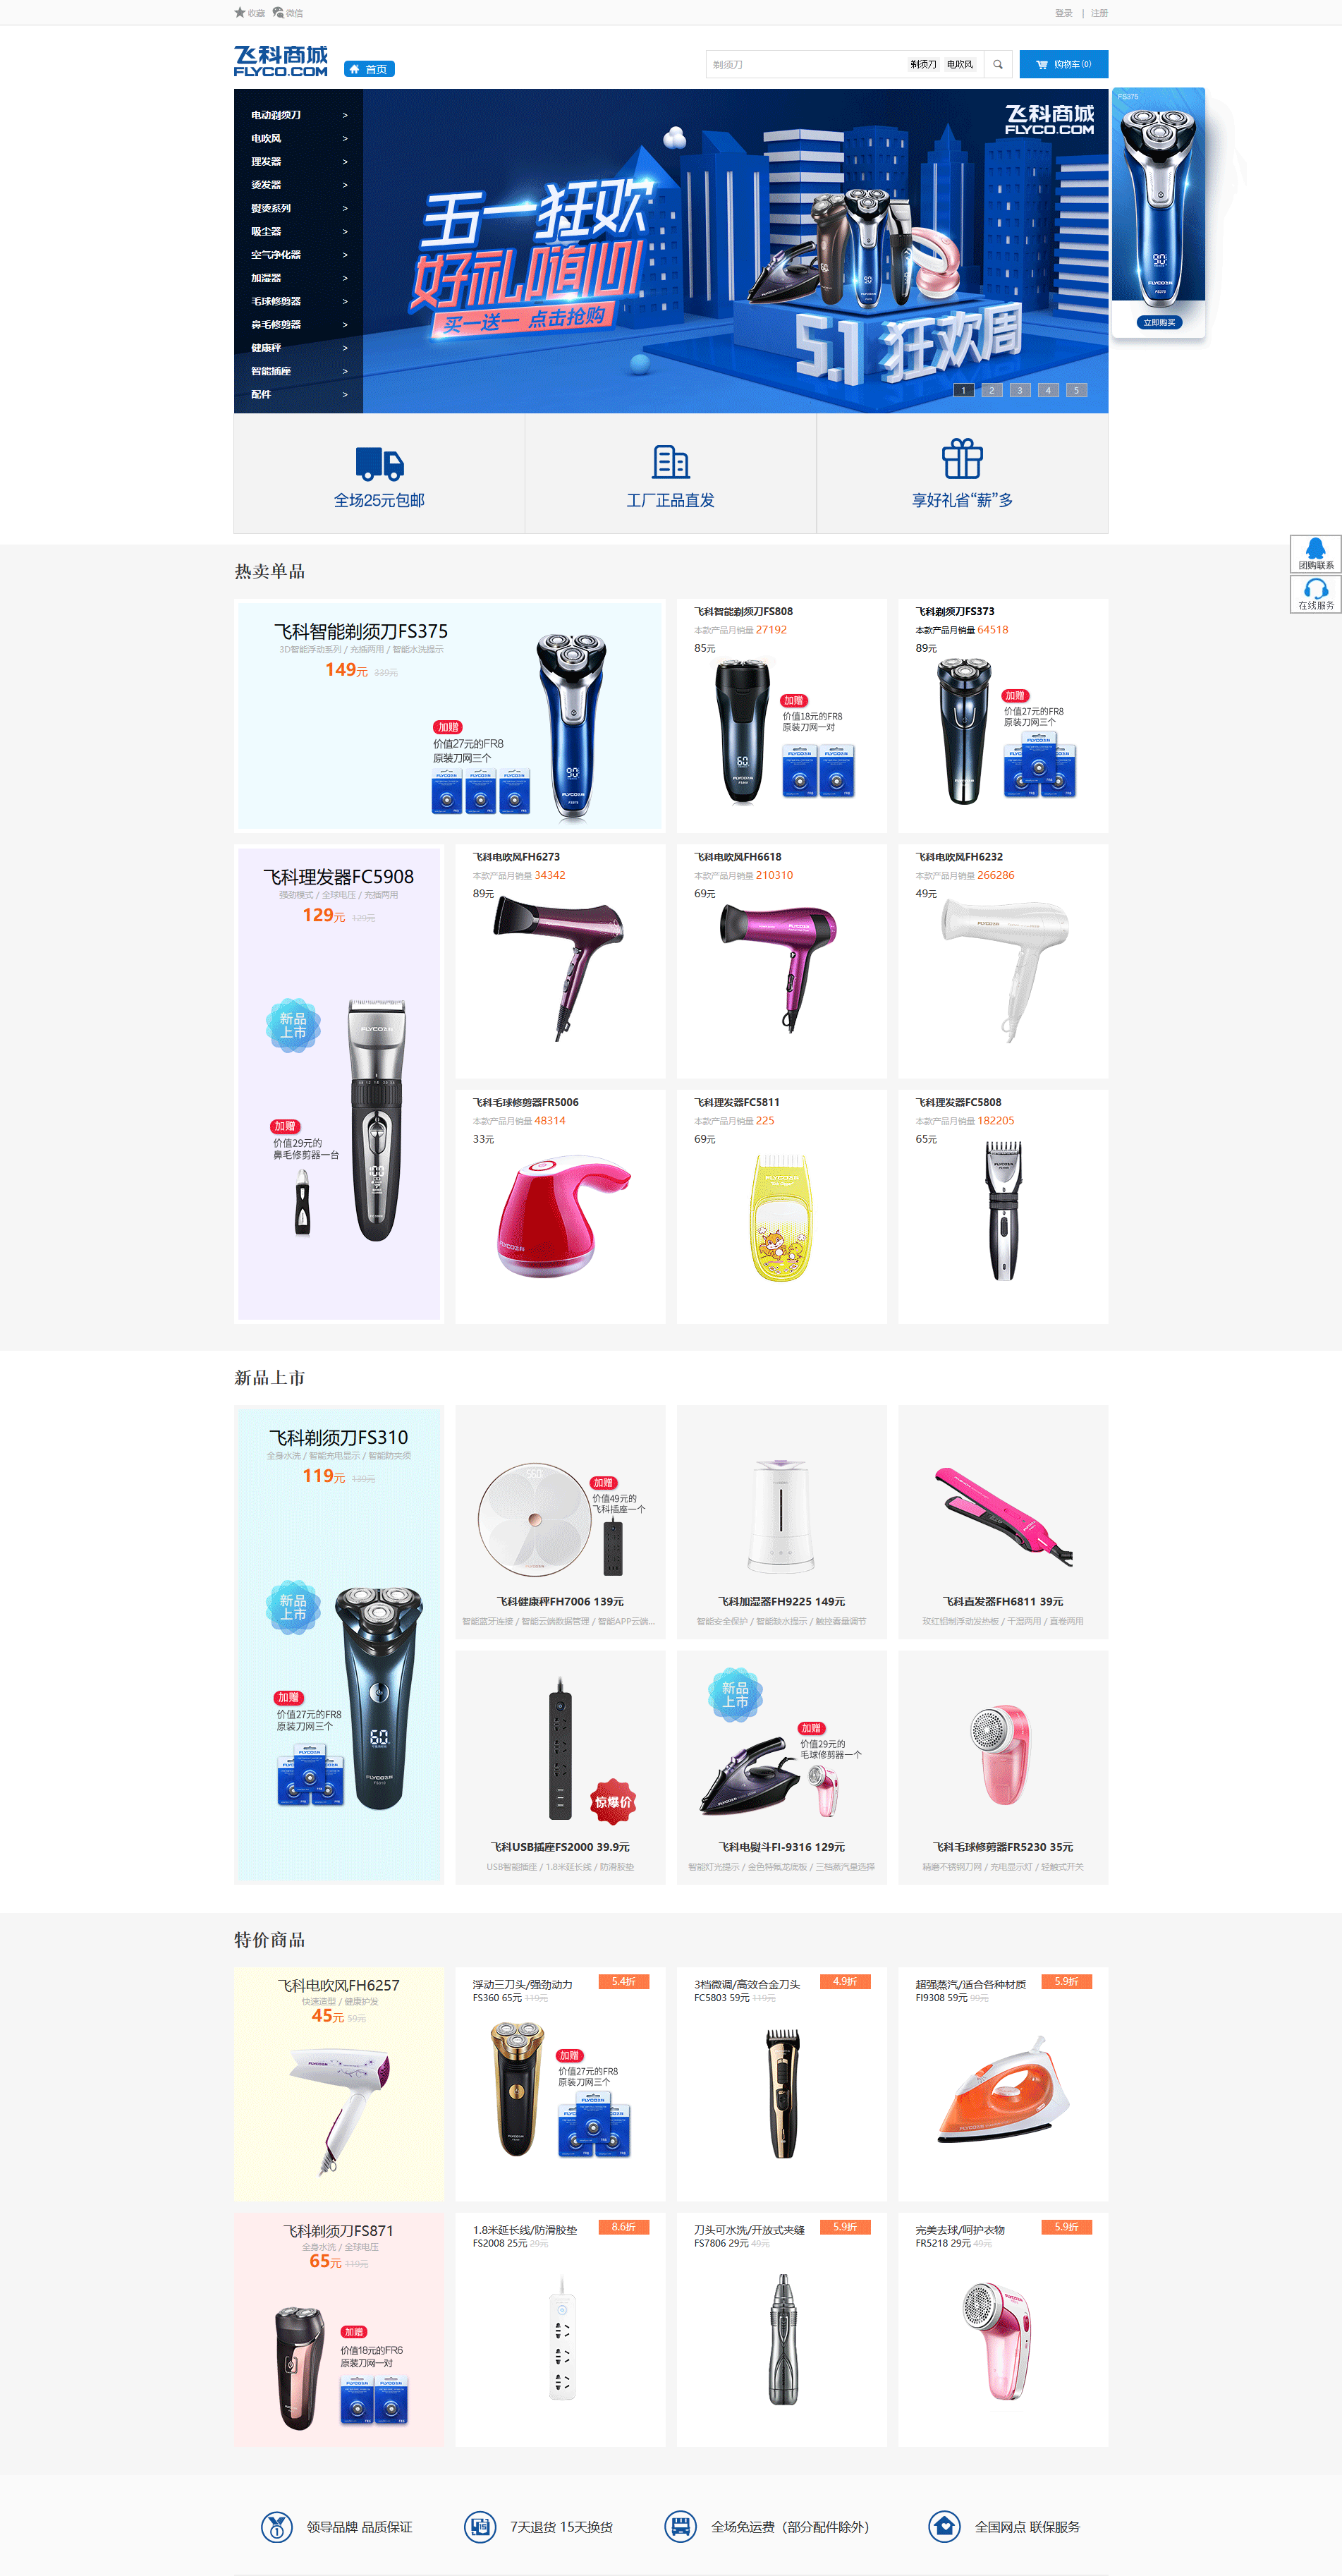 收藏 微信
登录 | 注册
飞科商城
FLYCO.COM
首页
剃须刀 剃须刀 电吹风
购物车(0)
电动剃须刀 >
电吹风 >
理发器 >
烫发器 >
熨烫系列 >
吸尘器 >
空气净化器 >
加湿器 >
毛球修剪器 >
鼻毛修剪器 >
健康秤 >
智能插座 >
配件 >
飞科商城
FLYCO.COM
五一狂欢
好礼随心
买一送一 点击抢购
5.1狂欢周
1 2 3 4 5
FS375
立即购买
全场25元包邮
工厂正品直发
享好礼省“薪”多
团购联系
在线服务
热卖单品
飞科智能剃须刀FS375
3D智能浮动系列 / 充插两用 / 智能水洗提示
149元 339元
加赠
价值27元的FR8
原装刀网三个
飞科智能剃须刀FS808
本款产品月销量 27192
85元
加赠
价值18元的FR8
原装刀网一对
飞科剃须刀FS373
本款产品月销量 64518
89元
加赠
价值27元的FR8
原装刀网三个
飞科理发器FC5908
强劲模式 / 全球电压 / 充插两用
129元 129元
新品
上市
加赠
价值29元的
鼻毛修剪器一台
飞科电吹风FH6273
本款产品月销量 34342
89元
飞科电吹风FH6618
本款产品月销量 210310
69元
飞科电吹风FH6232
本款产品月销量 266286
49元
飞科毛球修剪器FR5006
本款产品月销量 48314
33元
飞科理发器FC5811
本款产品月销量 225
69元
飞科理发器FC5808
本款产品月销量 182205
65元
新品上市
飞科剃须刀FS310
全身水洗 / 智能充电显示 / 智能防夹须
119元 139元
新品
上市
加赠
价值27元的FR8
原装刀网三个
加赠
价值49元的
飞科插座一个
飞科健康秤FH7006 139元
智能蓝牙连接 / 智能云端数据管理 / 智能APP云端...
飞科加湿器FH9225 149元
智能安全保护 / 智能缺水提示 / 触控雾量调节
飞科直发器FH6811 39元
玫红铝制浮动发热板 / 干湿两用 / 直卷两用
惊爆价
飞科USB插座FS2000 39.9元
USB智能插座 / 1.8米延长线 / 防滑胶垫
新品
上市
加赠
价值29元的
毛球修剪器一个
飞科电熨斗FI-9316 129元
智能灯光提示 / 金色特氟龙底板 / 三档蒸汽量选择
飞科毛球修剪器FR5230 35元
精磨不锈钢刀网 / 充电显示灯 / 轻触式开关
特价商品
飞科电吹风FH6257
快速造型 / 健康护发
45元 59元
浮动三刀头/强劲动力 5.4折
FS360 65元 119元
加赠
价值27元的FR8
原装刀网三个
3档微调/高效合金刀头 4.9折
FC5803 59元 119元
超强蒸汽/适合各种材质 5.9折
FI9308 59元 99元
飞科剃须刀FS871
全身水洗 / 全球电压
65元 119元
加赠
价值18元的FR6
原装刀网一对
1.8米延长线/防滑胶垫 8.6折
FS2008 25元 29元
刀头可水洗/开放式夹缝 5.9折
FS7806 29元 49元
完美去球/呵护衣物 5.9折
FR5218 29元 49元
领导品牌 品质保证
7天退货 15天换货
全场免运费（部分配件除外）
全国网点 联保服务